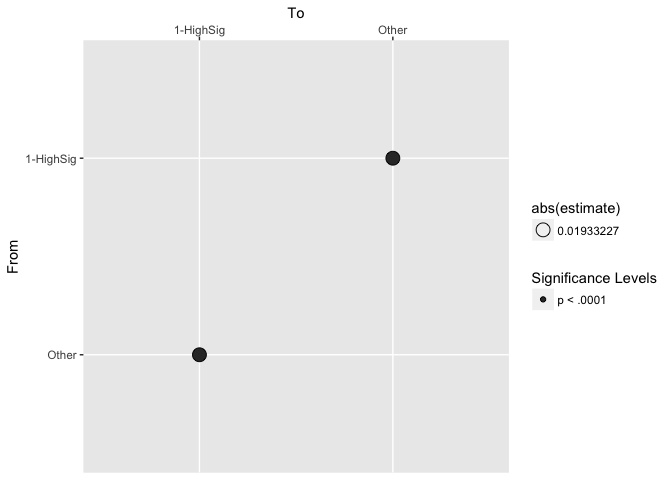 To
1-HighSig Other
From
1-HighSig
Other
abs(estimate)
0.01933227
Significance Levels
p < .0001